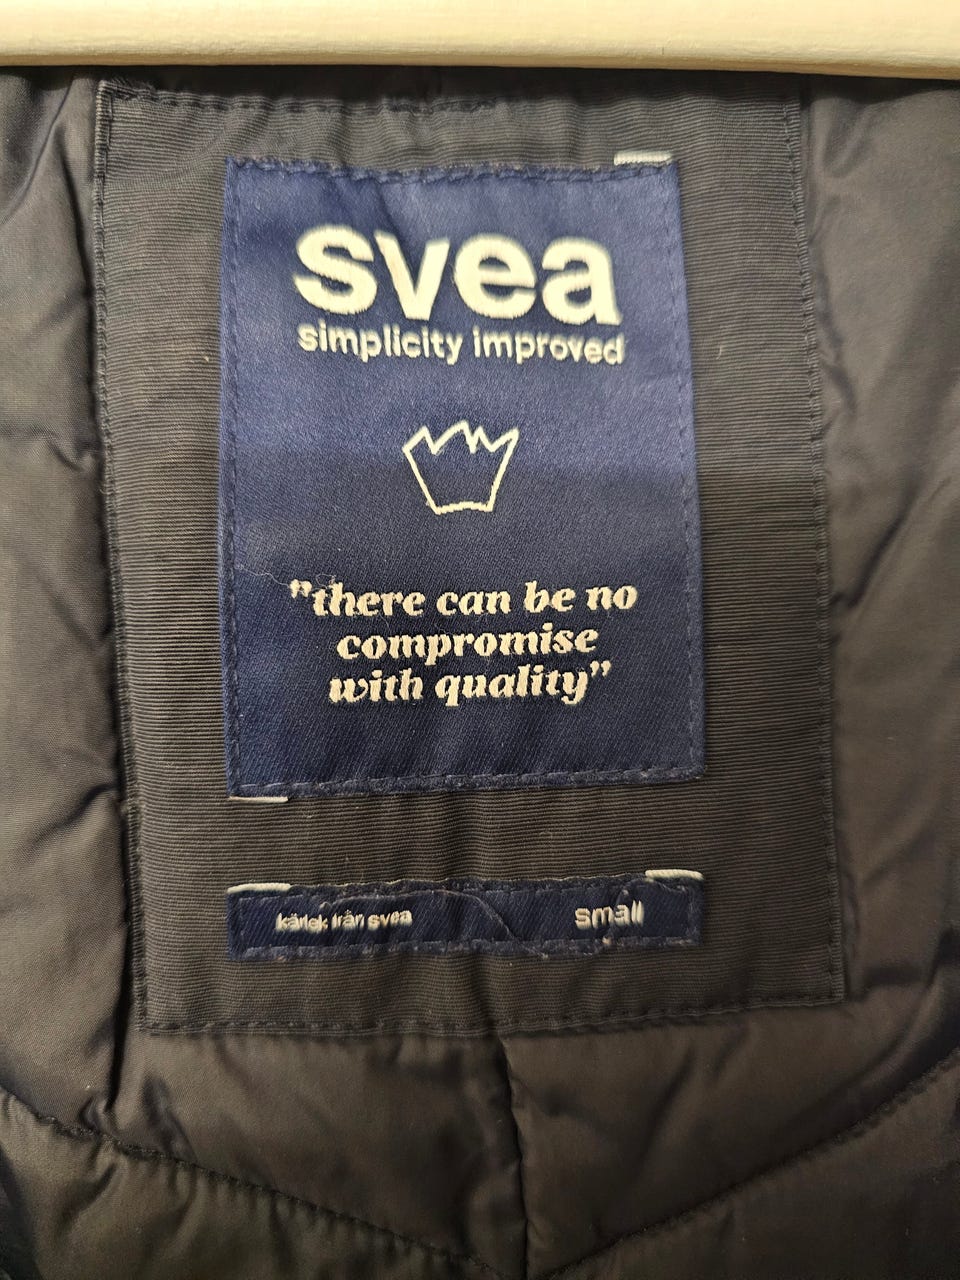 svea
simplicity improved
"there can be no
compromise
with quality"
kärlek från svea small